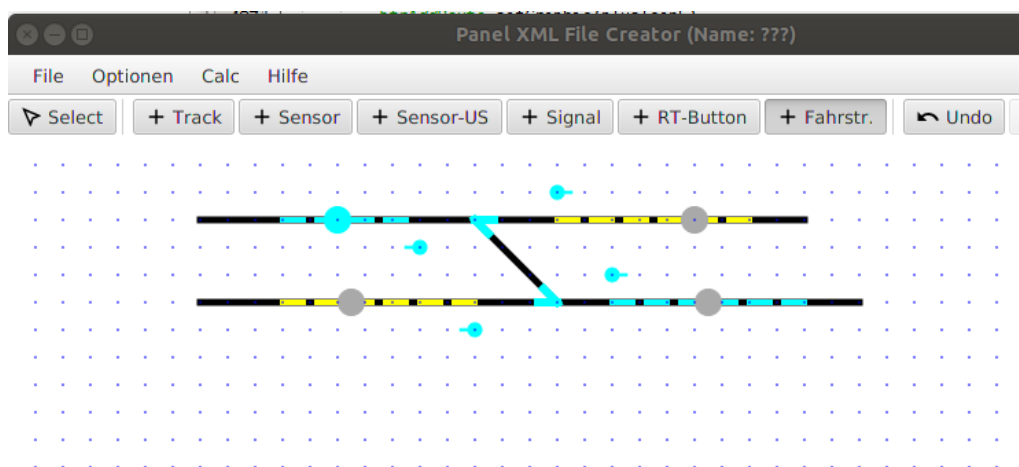 Panel XML File Creator (Name: ???)
File Optionen Calc Hilfe
Select + Track + Sensor + Sensor-US + Signal + RT-Button + Fahrstr. Undo